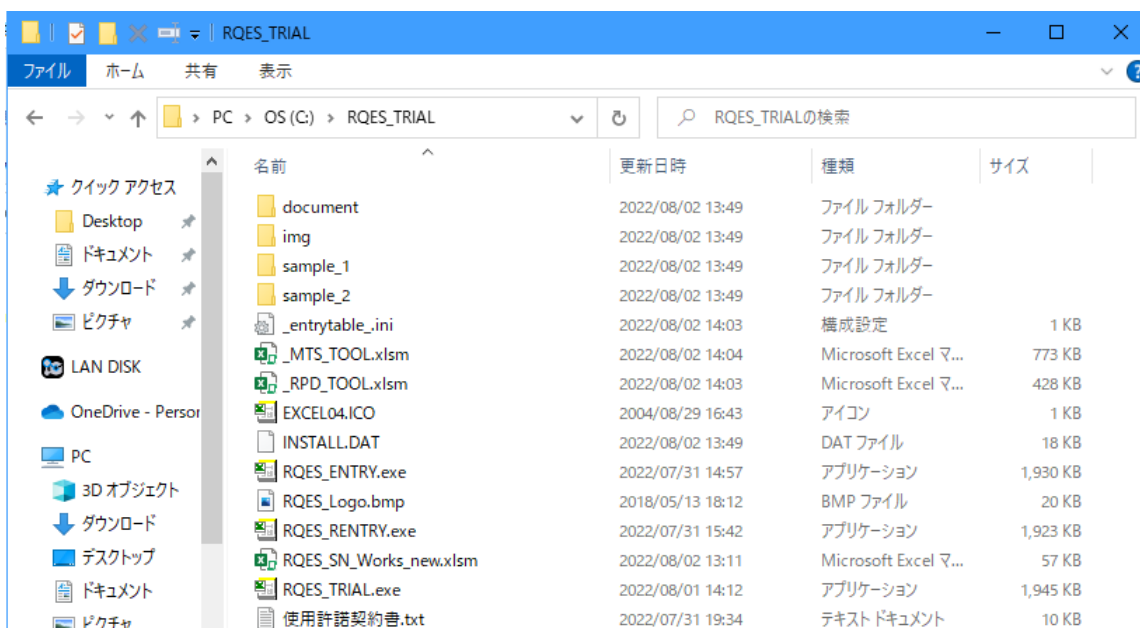 RQES_TRIAL
ファイル ホーム 共有 表示
PC › OS (C:) › RQES_TRIAL RQES_TRIALの検索
名前 更新日時 種類 サイズ
クイック アクセス
Desktop
ドキュメント
ダウンロード
ピクチャ
LAN DISK
OneDrive - Person
PC
3D オブジェクト
ダウンロード
デスクトップ
ドキュメント
ピクチャ
document 2022/08/02 13:49 ファイル フォルダー
img 2022/08/02 13:49 ファイル フォルダー
sample_1 2022/08/02 13:49 ファイル フォルダー
sample_2 2022/08/02 13:49 ファイル フォルダー
_entrytable_.ini 2022/08/02 14:03 構成設定 1 KB
_MTS_TOOL.xlsm 2022/08/02 14:04 Microsoft Excel マ... 773 KB
_RPD_TOOL.xlsm 2022/08/02 14:03 Microsoft Excel マ... 428 KB
EXCEL04.ICO 2004/08/29 16:43 アイコン 1 KB
INSTALL.DAT 2022/08/02 13:49 DAT ファイル 18 KB
RQES_ENTRY.exe 2022/07/31 14:57 アプリケーション 1,930 KB
RQES_Logo.bmp 2018/05/13 18:12 BMP ファイル 20 KB
RQES_RENTRY.exe 2022/07/31 15:42 アプリケーション 1,923 KB
RQES_SN_Works_new.xlsm 2022/08/02 13:11 Microsoft Excel マ... 57 KB
RQES_TRIAL.exe 2022/08/01 14:12 アプリケーション 1,945 KB
使用許諾契約書.txt 2022/07/31 19:34 テキスト ドキュメント 10 KB